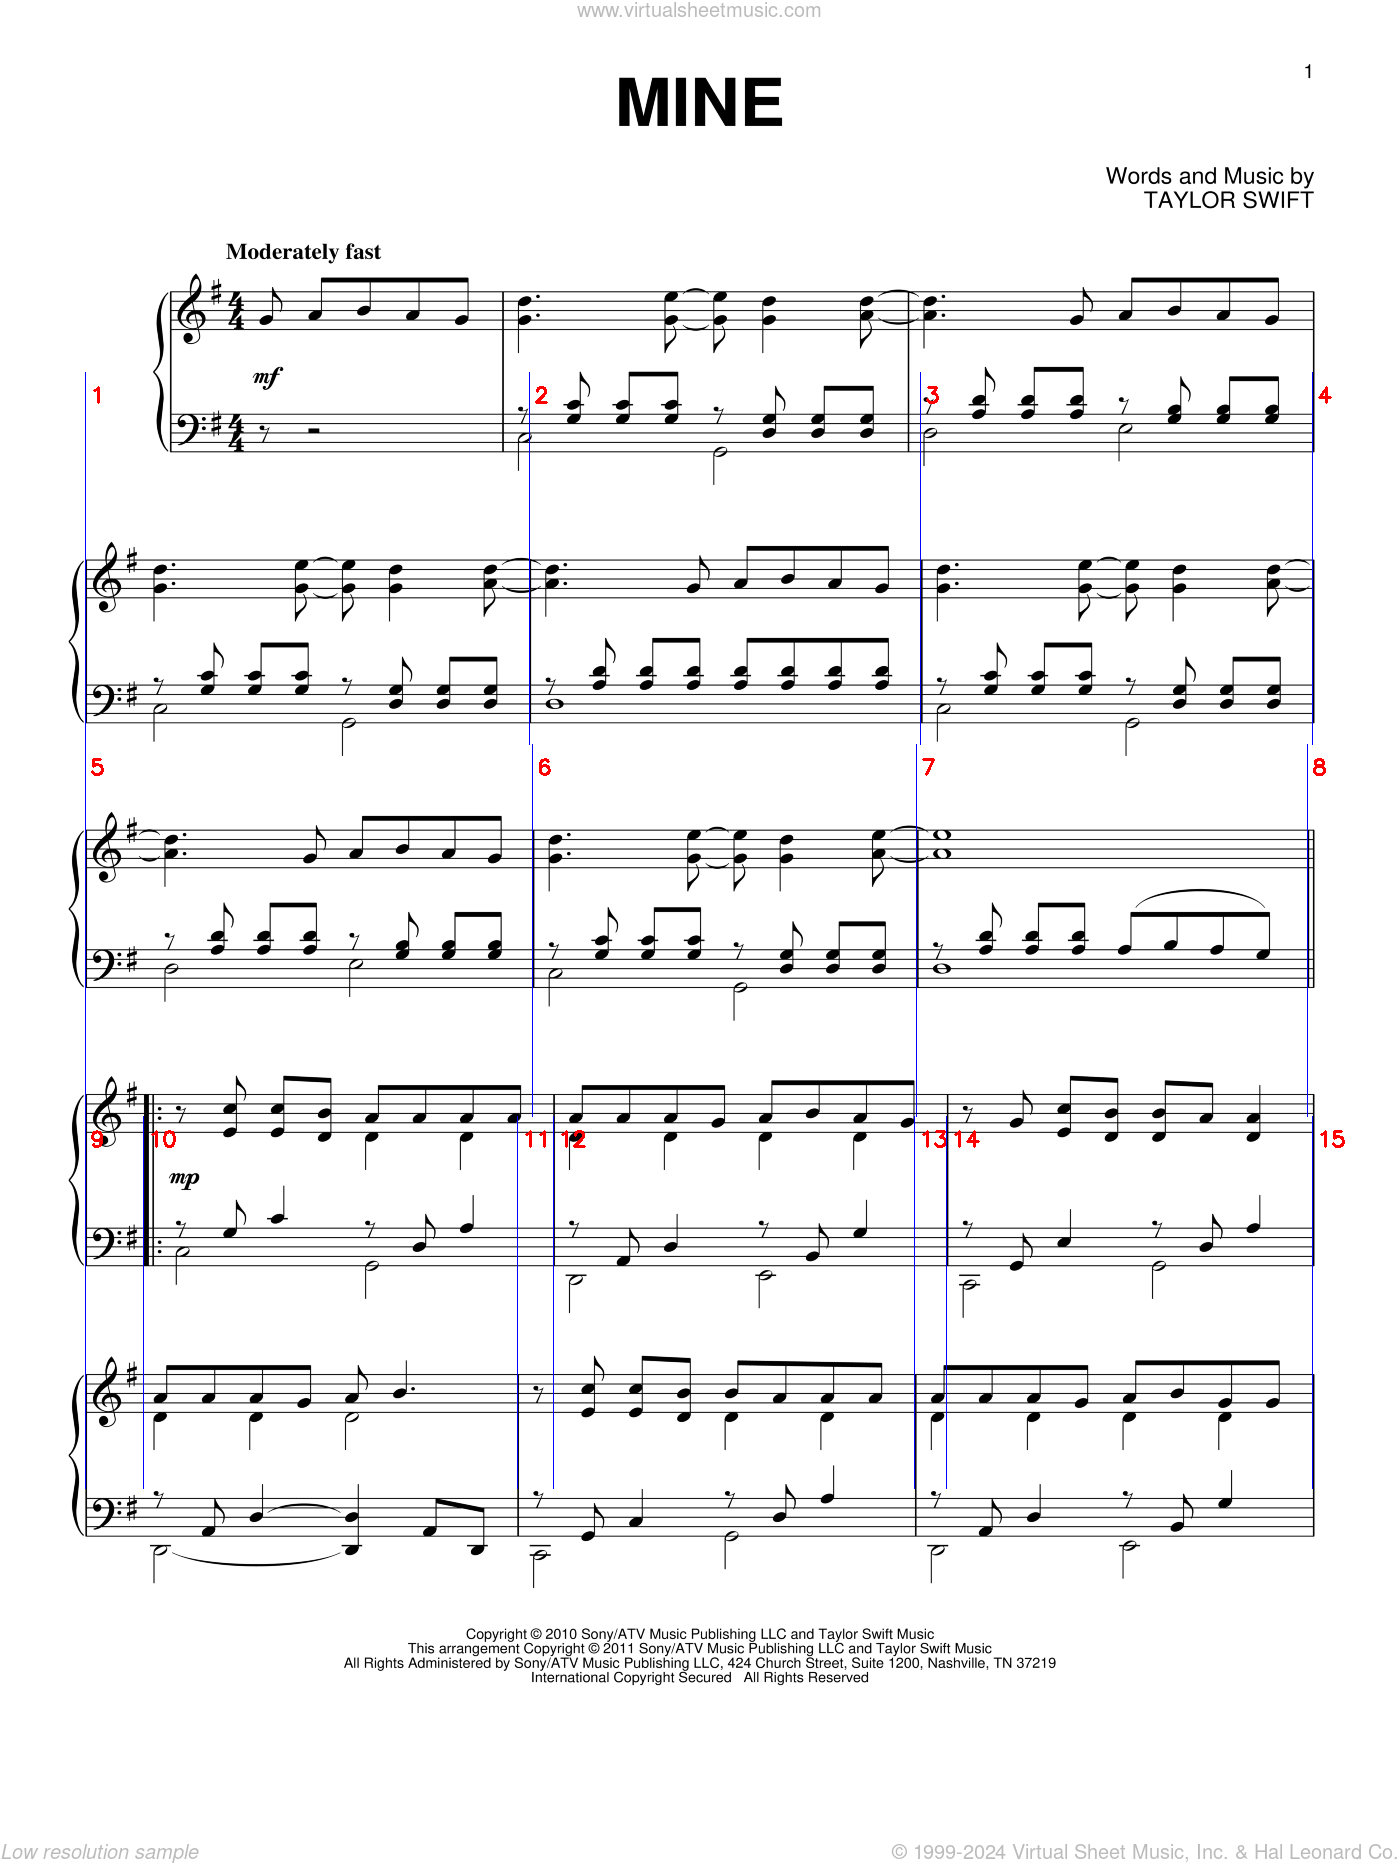 www.virtualsheetmusic.com
1
MINE
Words and Music by
TAYLOR SWIFT
Moderately fast
mf
1 2 3 4
5 6 7 8
9 10 11 12 13 14 15
mp
Copyright © 2010 Sony/ATV Music Publishing LLC and Taylor Swift Music
This arrangement Copyright © 2011 Sony/ATV Music Publishing LLC and Taylor Swift Music
All Rights Administered by Sony/ATV Music Publishing LLC, 424 Church Street, Suite 1200, Nashville, TN 37219
International Copyright Secured All Rights Reserved
Low resolution sample
© 1999-2024 Virtual Sheet Music, Inc. & Hal Leonard Co.